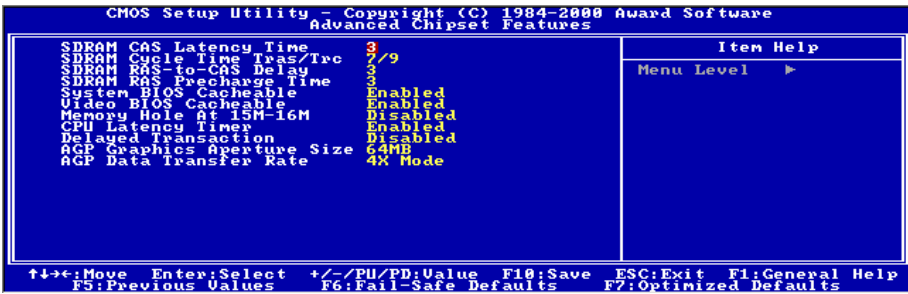 CMOS Setup Utility - Copyright (C) 1984-2000 Award Software
Advanced Chipset Features
SDRAM CAS Latency Time 3
SDRAM Cycle Time Tras/Trc 7/9
SDRAM RAS-to-CAS Delay 3
SDRAM RAS Precharge Time 3
System BIOS Cacheable Enabled
Video BIOS Cacheable Enabled
Memory Hole At 15M-16M Disabled
CPU Latency Timer Enabled
Delayed Transaction Disabled
AGP Graphics Aperture Size 64MB
AGP Data Transfer Rate 4X Mode
Item Help
Menu Level ►
↑↓→←:Move Enter:Select +/-/PU/PD:Value F10:Save ESC:Exit F1:General Help
F5:Previous Values F6:Fail-Safe Defaults F7:Optimized Defaults